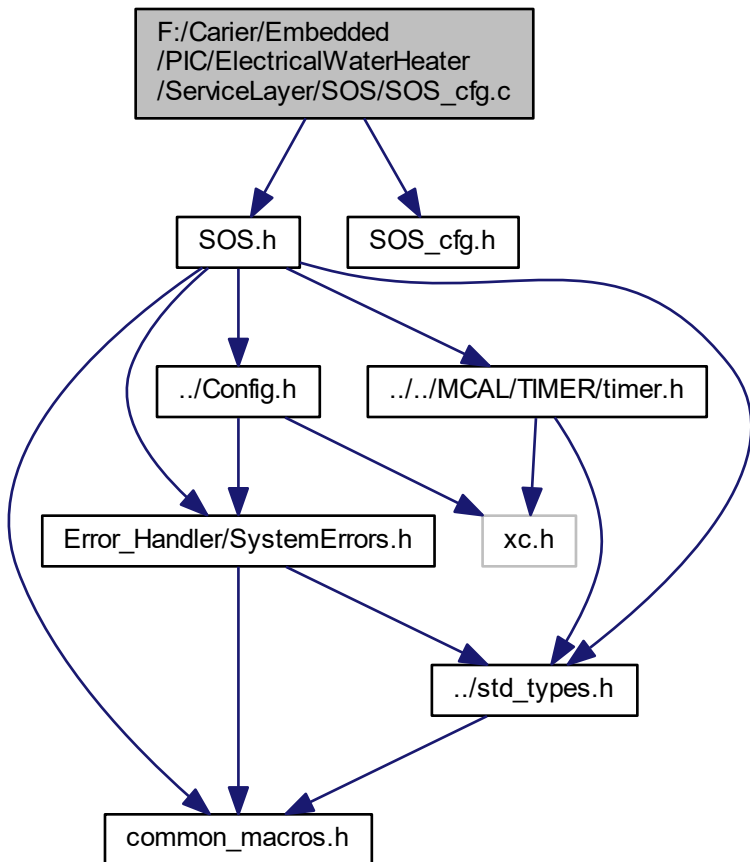 F:/Carier/Embedded
/PIC/ElectricalWaterHeater
/ServiceLayer/SOS/SOS_cfg.c
SOS.h
SOS_cfg.h
../Config.h
../../MCAL/TIMER/timer.h
Error_Handler/SystemErrors.h
xc.h
../std_types.h
common_macros.h